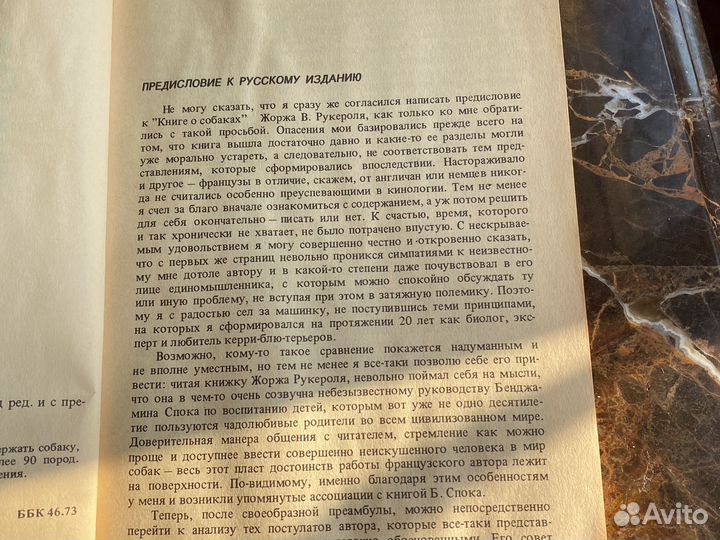 ПРЕДИСЛОВИЕ К РУССКОМУ ИЗДАНИЮ
Не могу сказать, что я сразу же согласился написать предисловие
к "Книге о собаках" Жоржа В. Рукероля, как только ко мне обрати-
лись с такой просьбой. Опасения мои базировались прежде всего на
том, что книга вышла достаточно давно и какие-то ее разделы могли
уже морально устареть, а следовательно, не соответствовать тем пред-
ставлениям, которые сформировались впоследствии. Настораживало
и другое – французы в отличие, скажем, от англичан или немцев никог-
да не считались особенно преуспевающими в кинологии. Тем не менее
я счел за благо вначале ознакомиться с содержанием, а уж потом решить
для себя окончательно – писать или нет. К счастью, время, которого
и так хронически не хватает, не было потрачено впустую. С нескрывае-
мым удовольствием я могу совершенно честно и откровенно сказать,
что с первых же страниц невольно проникся симпатиями к неизвестно-
му мне дотоле автору и в какой-то степени даже почувствовал в его
лице единомышленника, с которым можно спокойно обсуждать ту
или иную проблему, не вступая при этом в затяжную полемику. Поэто-
му я с радостью сел за машинку, не поступившись теми принципами,
на которых я сформировался на протяжении 20 лет как биолог, экс-
перт и любитель керри-блю-терьеров.
Возможно, кому-то такое сравнение покажется надуманным и
не вполне уместным, но тем не менее я все-таки позволю себе его при-
вести: читая книжку Жоржа Рукероля, невольно поймал себя на мысли,
что она в чем-то очень созвучна небезызвестному руководству Бенджа-
мина Спока по воспитанию детей, которым вот уже не одно десятиле-
тие пользуются чадолюбивые родители во всем цивилизованном мире.
Доверительная манера общения с читателем, стремление как можно
проще и доступнее ввести совершенно неискушенного человека в мир
собак – весь этот пласт достоинств работы французского автора лежит
на поверхности. По-видимому, именно благодаря этим особенностям
у меня и возникли упомянутые ассоциации с книгой Б. Спока.
Теперь, после своеобразной преамбулы, можно непосредственно
перейти к анализу тех постулатов автора, которые все-таки представ-
обоснованными. Его совет
д ред. и с пре-
ержать собаку,
лее 90 пород.
ения.
ББК 46.73
Avito